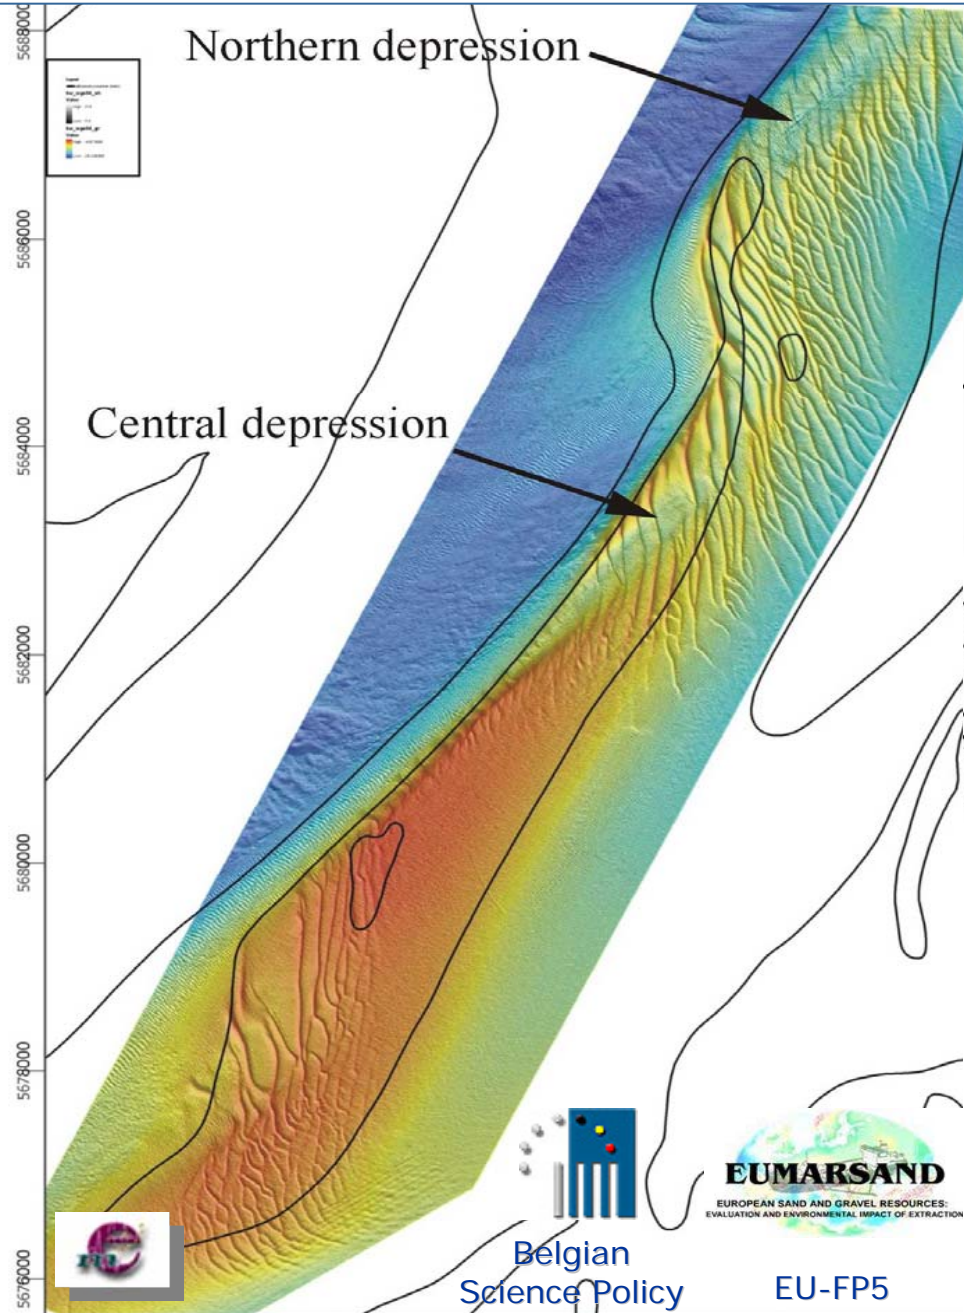 Northern depression
Central depression
5688000
5686000
5684000
5682000
5680000
5678000
5676000
Belgian
Science Policy
EUMARSAND
EUROPEAN SAND AND GRAVEL RESOURCES:
EVALUATION AND ENVIRONMENTAL IMPACT OF EXTRACTION
EU-FP5